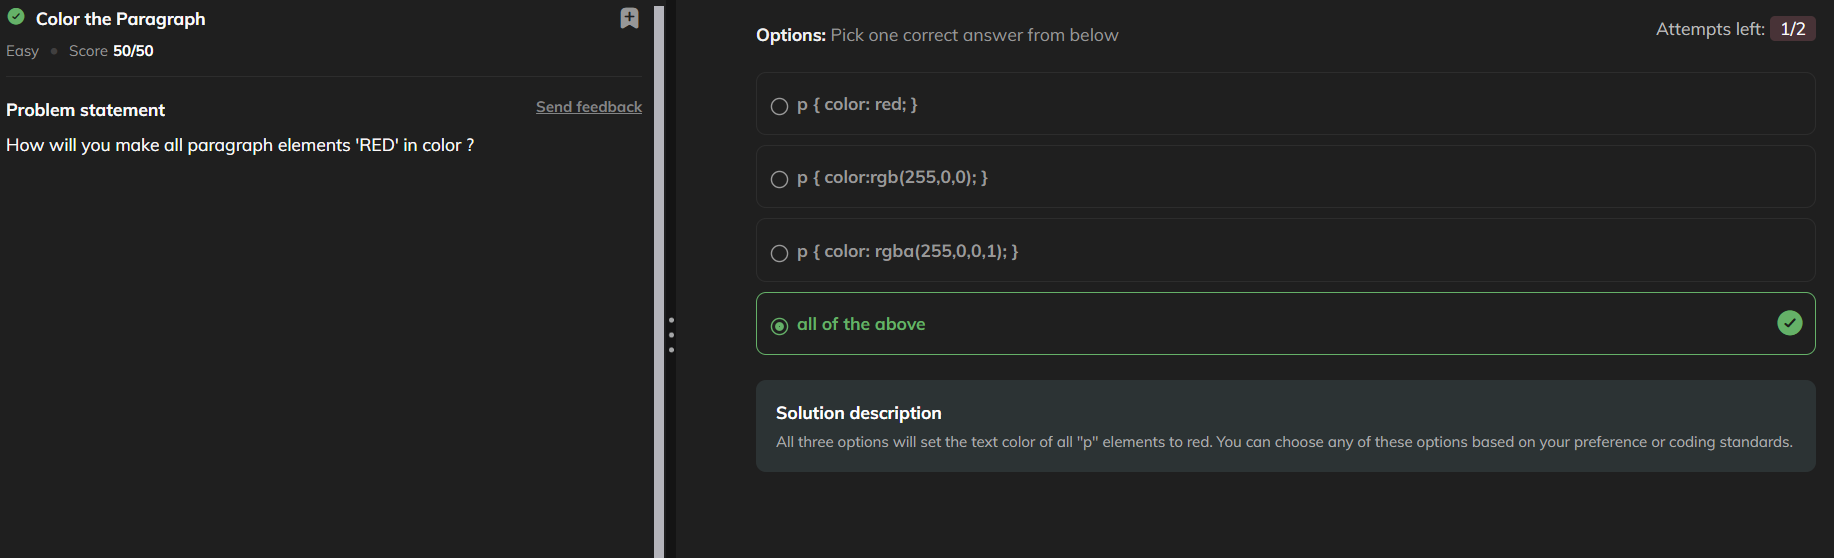 Color the Paragraph
Easy • Score 50/50
Problem statement
Send feedback
How will you make all paragraph elements 'RED' in color ?
Options: Pick one correct answer from below
Attempts left: 1/2
p { color: red; }
p { color:rgb(255,0,0); }
p { color: rgba(255,0,0,1); }
all of the above
Solution description
All three options will set the text color of all "p" elements to red. You can choose any of these options based on your preference or coding standards.